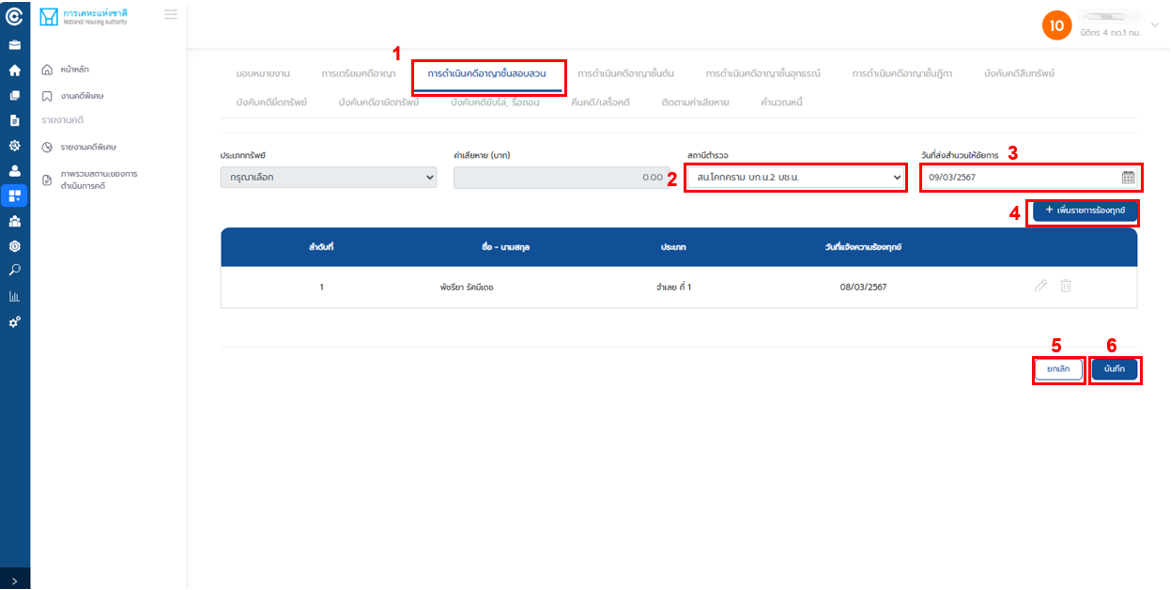 การเคหะแห่งชาติ
National Housing Authority
10
นิติกร 4 กด.1 กน.
หน้าหลัก
งานคดีพิเศษ
รายงานคดี
รายงานคดีพิเศษ
ภาพรวมสถานะของการ
ดำเนินการคดี
1
มอบหมายงาน การเตรียมคดีอาญา การดำเนินคดีอาญาชั้นสอบสวน การดำเนินคดีอาญาชั้นต้น การดำเนินคดีอาญาชั้นอุทธรณ์ การดำเนินคดีอาญาชั้นฎีกา บังคับคดีสืบทรัพย์
บังคับคดียึดทรัพย์ บังคับคดีอายัดทรัพย์ บังคับคดีขับไล่, รื้อถอน คืนคดี/เสร็จคดี ติดตามค่าเสียหาย คำนวณหนี้
ประเภททรัพย์ ค่าเสียหาย (บาท) สถานีตำรวจ วันที่ส่งสำนวนให้อัยการ 3
กรุณาเลือก 0.00 2 สน.โคกคราม บก.น.2 บช.น. 09/03/2567
4 + เพิ่มรายการร้องทุกข์
ลำดับที่ ชื่อ - นามสกุล ประเภท วันที่แจ้งความร้องทุกข์
1 พัชรียา รัศมีเดช จำเลย ที่ 1 08/03/2567
5 6
ยกเลิก บันทึก